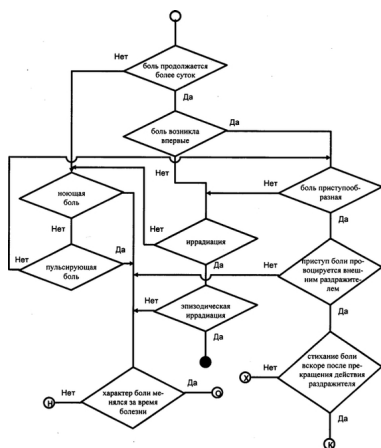 Нет
боль продолжается
более суток
Да
боль возникла
впервые
Да
Нет
ноющая
боль
Нет
Да
пульсирующая
боль
Нет
Нет
иррадиация
Да
эпизодическая
иррадиация
Нет
Да
Нет
боль приступооб-
разная
Да
Нет
приступ боли про-
воцируется внеш-
ним раздражите-
лем
Да
Нет
стихание боли
вскоре после пре-
кращения действия
раздражителя
Да
Х
К
Нет
характер боли ме-
нялся за время
болезни
Да
Н
О